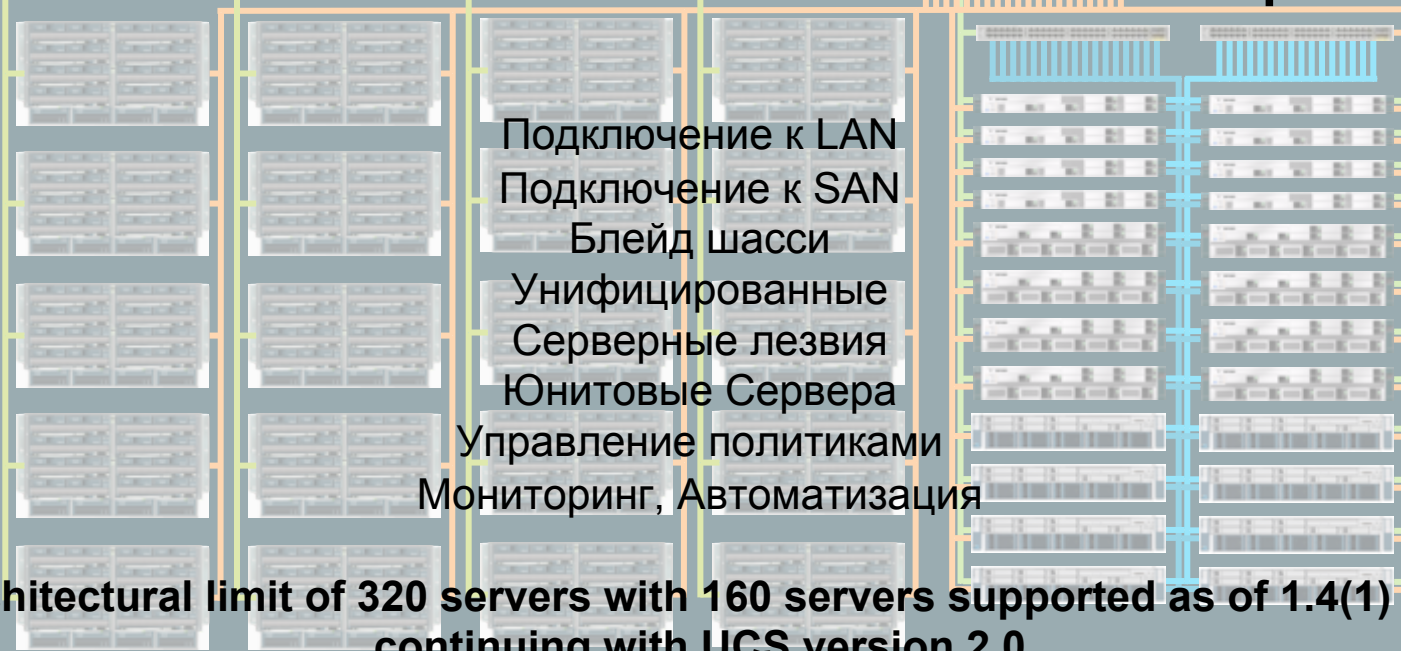 Подключение к LAN
Подключение к SAN
Блейд шасси
Унифицированные
Серверные лезвия
Юнитовые Сервера
Управление политиками
Мониторинг, Автоматизация
hitectural limit of 320 servers with 160 servers supported as of 1.4(1)
continuing with UCS version 2.0